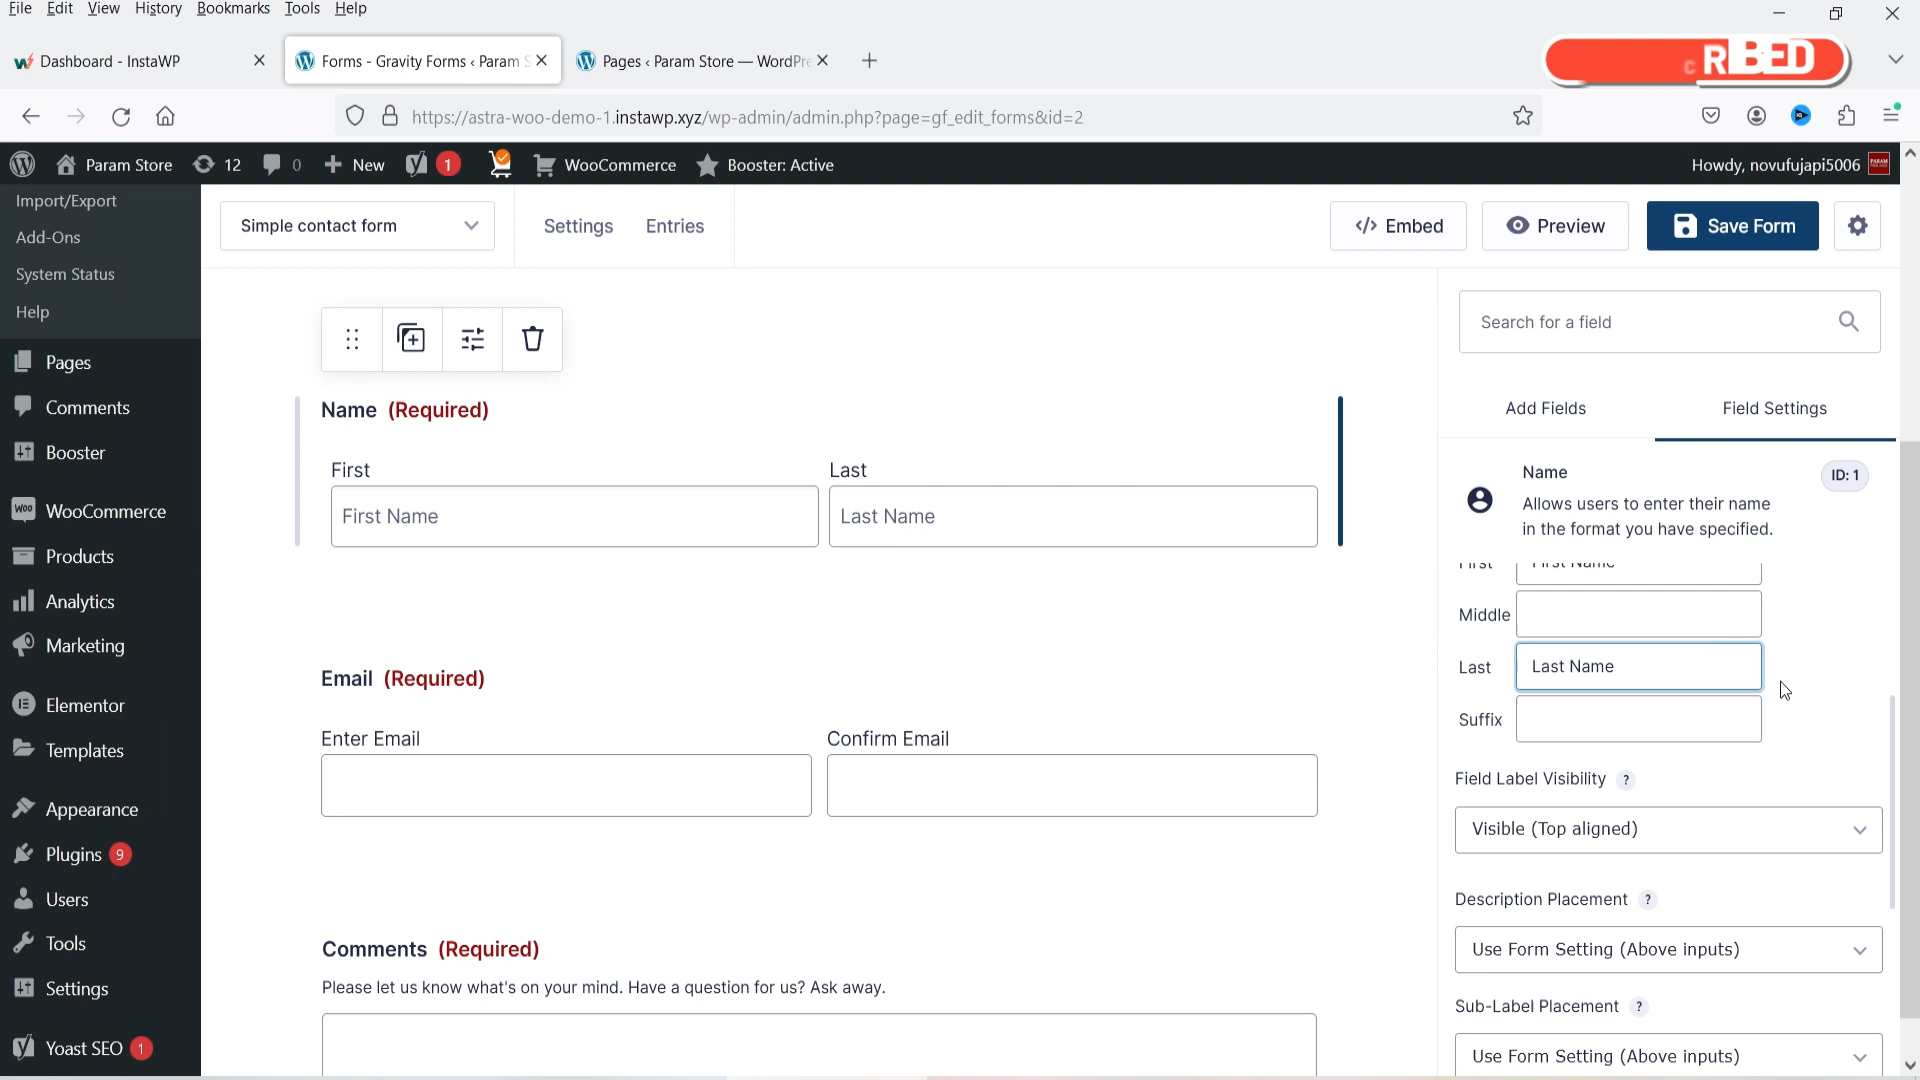 File Edit View History Bookmarks Tools Help
Dashboard - InstaWP
Forms - Gravity Forms ‹ Param S
Pages ‹ Param Store — WordPre
https://astra-woo-demo-1.instawp.xyz/wp-admin/admin.php?page=gf_edit_forms&id=2
Param Store 12 0 New 1 WooCommerce Booster: Active Howdy, novufujapi5006
Import/Export
Add-Ons
System Status
Help
Pages
Comments
Booster
WooCommerce
Products
Analytics
Marketing
Elementor
Templates
Appearance
Plugins 9
Users
Tools
Settings
Yoast SEO 1
Simple contact form Settings Entries </> Embed Preview Save Form
Name (Required)
First Last
First Name Last Name
Email (Required)
Enter Email Confirm Email
Comments (Required)
Please let us know what's on your mind. Have a question for us? Ask away.
Search for a field
Add Fields Field Settings
Name ID: 1
Allows users to enter their name
in the format you have specified.
First First Name
Middle
Last Last Name
Suffix
Field Label Visibility ?
Visible (Top aligned)
Description Placement ?
Use Form Setting (Above inputs)
Sub-Label Placement ?
Use Form Setting (Above inputs)